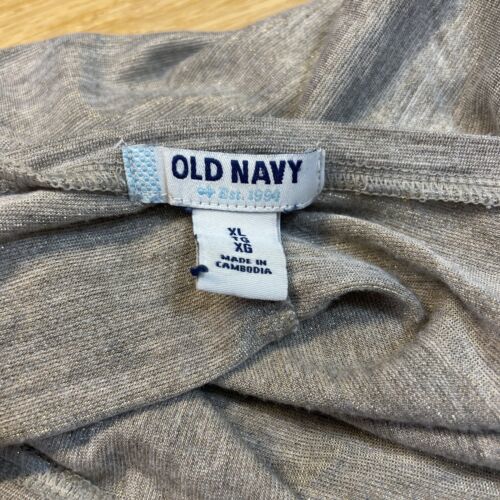 OLD NAVY
Est. 1994
XL
TG
XG
MADE IN
CAMBODIA